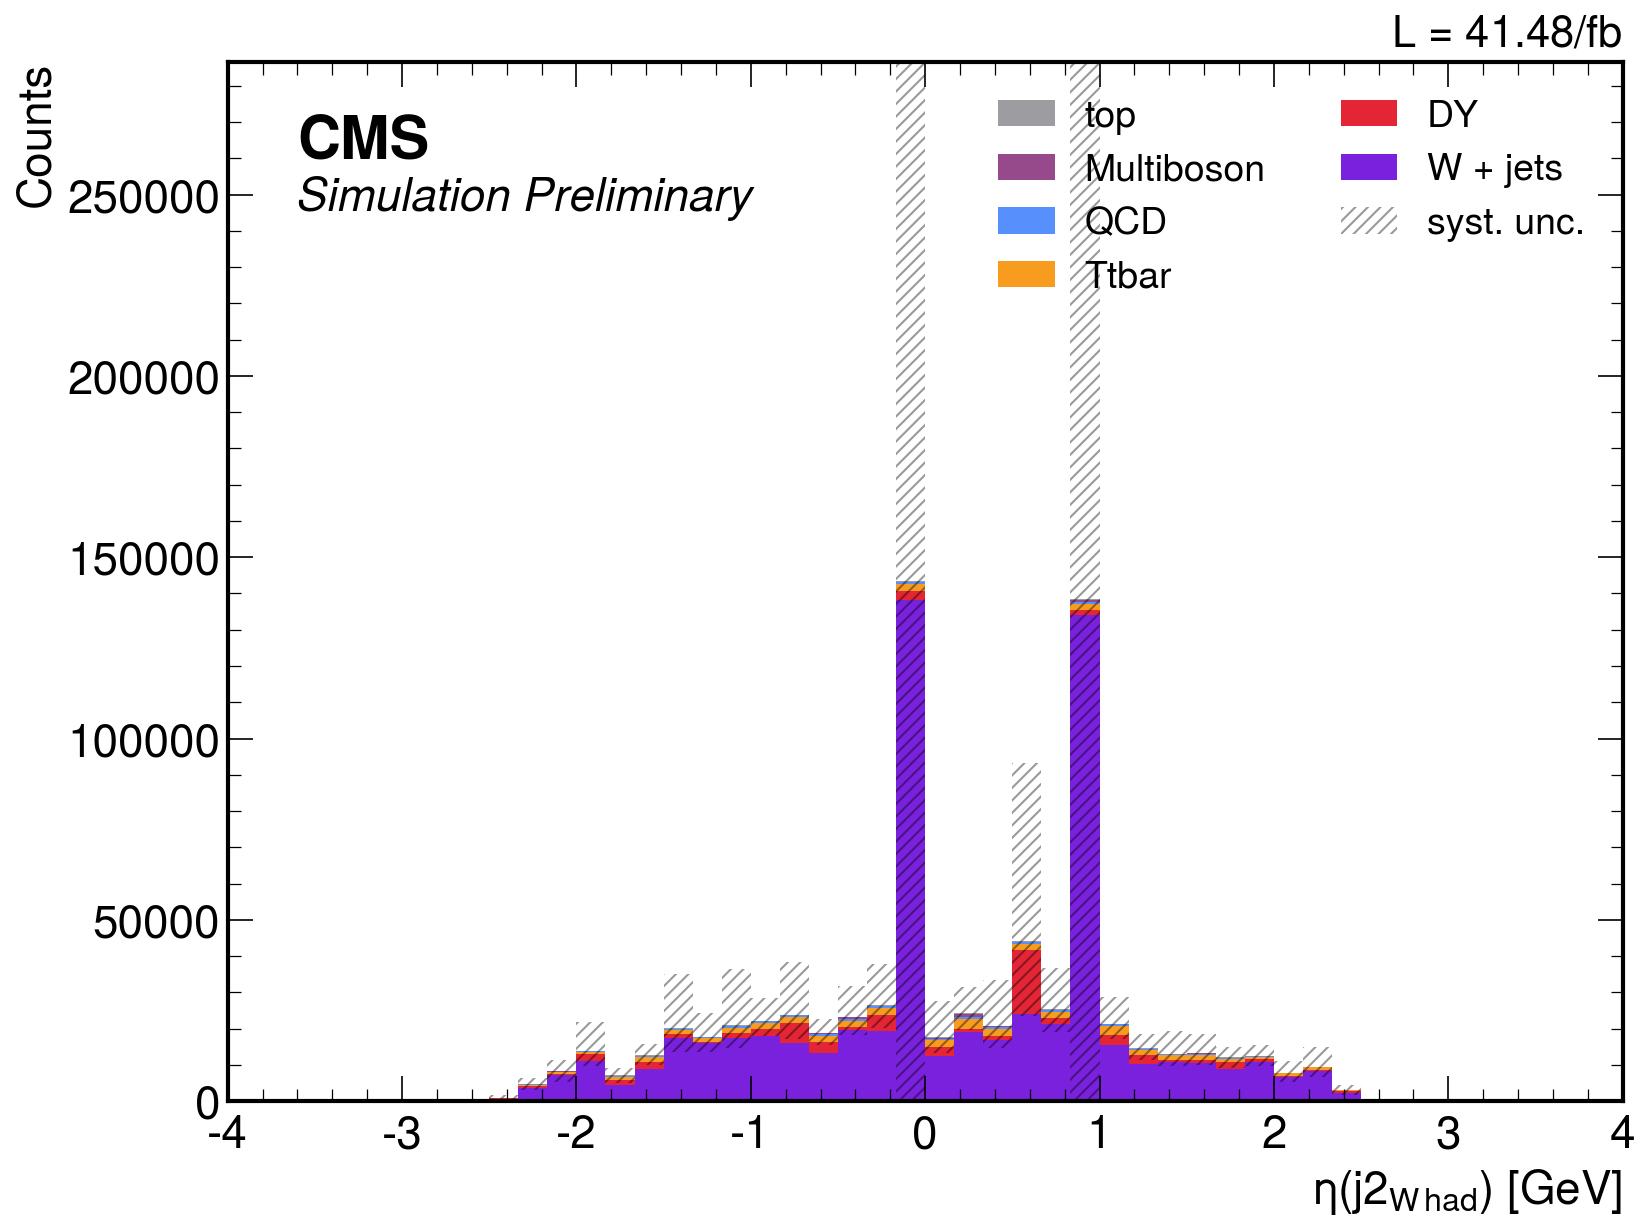 L = 41.48/fb
Counts
CMS
Simulation Preliminary
top
Multiboson
QCD
Ttbar
DY
W + jets
syst. unc.
250000
200000
150000
100000
50000
0
-4 -3 -2 -1 0 1 2 3 4
η(j2W had) [GeV]